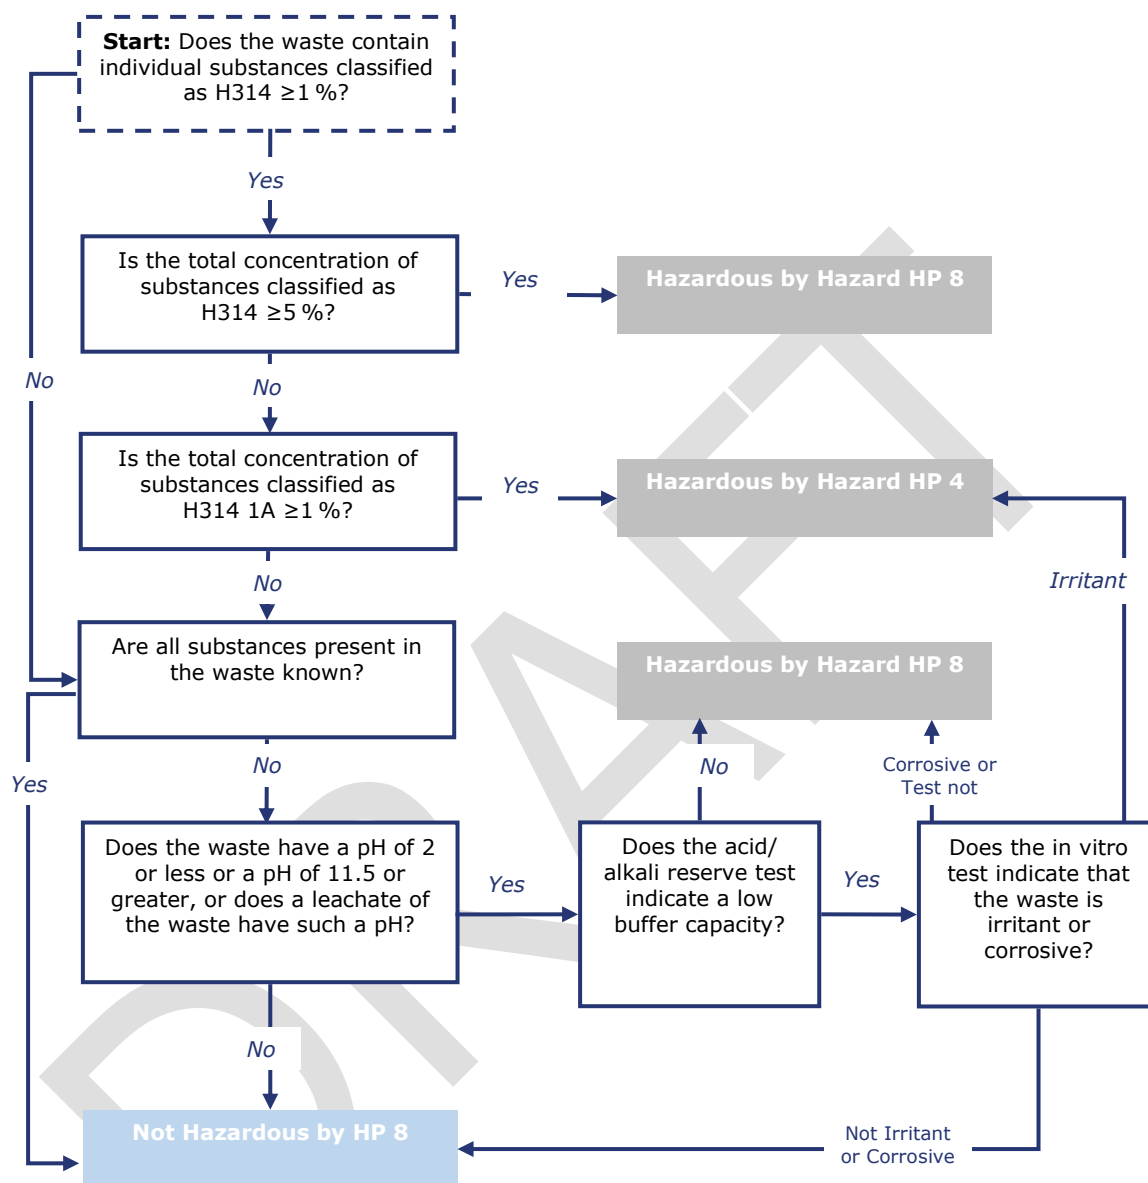 Start: Does the waste contain
individual substances classified
as H314 ≥1 %?
Yes
Is the total concentration of
substances classified as
H314 ≥5 %?
Yes
Hazardous by Hazard HP 8
No
No
Is the total concentration of
substances classified as
H314 1A ≥1 %?
Yes
Hazardous by Hazard HP 4
No
Irritant
Are all substances present in
the waste known?
Hazardous by Hazard HP 8
No
No
Corrosive or
Test not
Yes
Does the waste have a pH of 2
or less or a pH of 11.5 or
greater, or does a leachate of
the waste have such a pH?
Yes
Does the acid/
alkali reserve test
indicate a low
buffer capacity?
Yes
Does the in vitro
test indicate that
the waste is
irritant or
corrosive?
No
Not Hazardous by HP 8
Not Irritant
or Corrosive
DRAFT